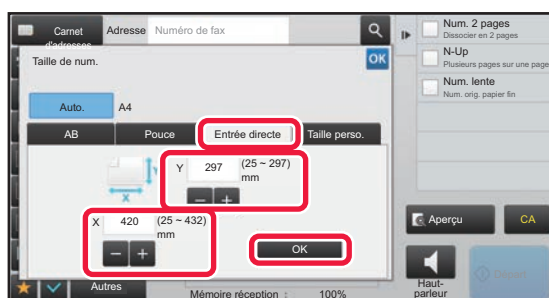 Carnet d'adresses
Adresse
Numéro de fax
Taille de num.
OK
Auto.
A4
AB
Pouce
Entrée directe
Taille perso.
Y
Y 297 (25 ~ 297) mm
X
X 420 (25 ~ 432) mm
OK
Autres
Mémoire réception : 100%
Num. 2 pages
Dissocier en 2 pages
N-Up
Plusieurs pages sur une page
Num. lente
Num. orig. papier fin
Aperçu
CA
Haut-parleur
Départ